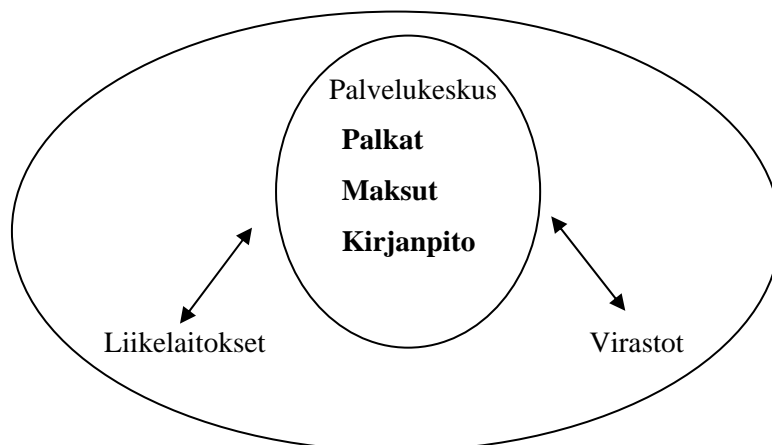 Palvelukeskus
Palkat
Maksut
Kirjanpito
Liikelaitokset
Virastot